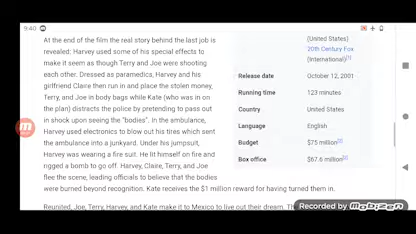 9:40
At the end of the film the real story behind the last job is
revealed; Harvey used some of his special effects to
make it seem as though Terry and Joe were shooting
each other. Dressed as paramedics, Harvey and his
girlfriend Claire then run in and place the stolen money,
Terry, and Joe in body bags while Kate (who was in on
the plan) distracts the police by pretending to pass out
in shock upon seeing the "bodies". In the ambulance,
Harvey used electronics to blow out his tires which sent
the ambulance into a junkyard. Under his jumpsuit,
Harvey was wearing a fire suit. He lit himself on fire and
rigged a bomb to go off. Harvey, Claire, Terry, and Joe
flee the scene, leading officials to believe that the bodies
were burned beyond recognition. Kate receives the $1 million reward for having turned them in.
Reunited, Joe, Terry, Harvey, and Kate make it to Mexico to live out their dream.
(United States)
20th Century Fox
(International)[1]
Release date October 12, 2001
Running time 123 minutes
Country United States
Language English
Budget $75 million[2]
Box office $67.6 million[2]
Recorded by Mobizen